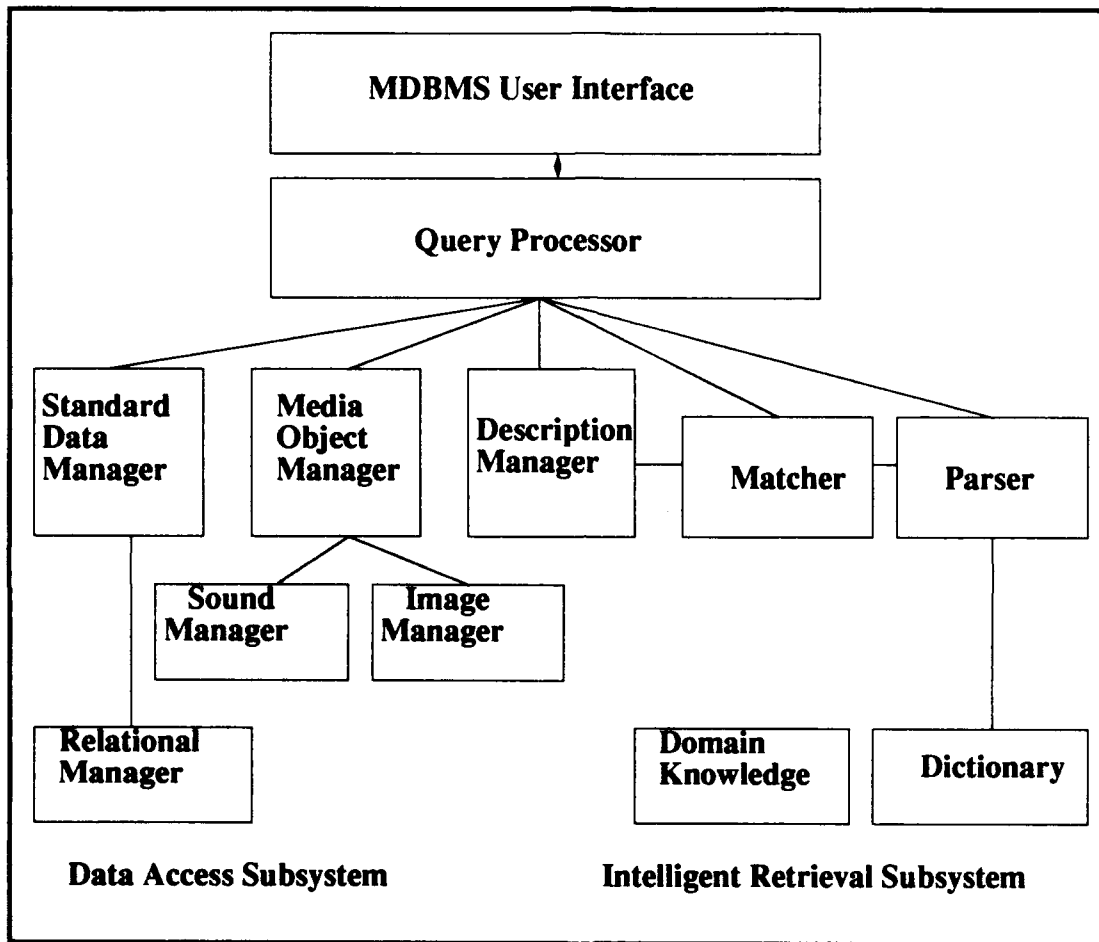 MDBMS User Interface
Query Processor
Standard
Data
Manager
Media
Object
Manager
Description
Manager
Matcher
Parser
Sound
Manager
Image
Manager
Relational
Manager
Domain
Knowledge
Dictionary
Data Access Subsystem
Intelligent Retrieval Subsystem